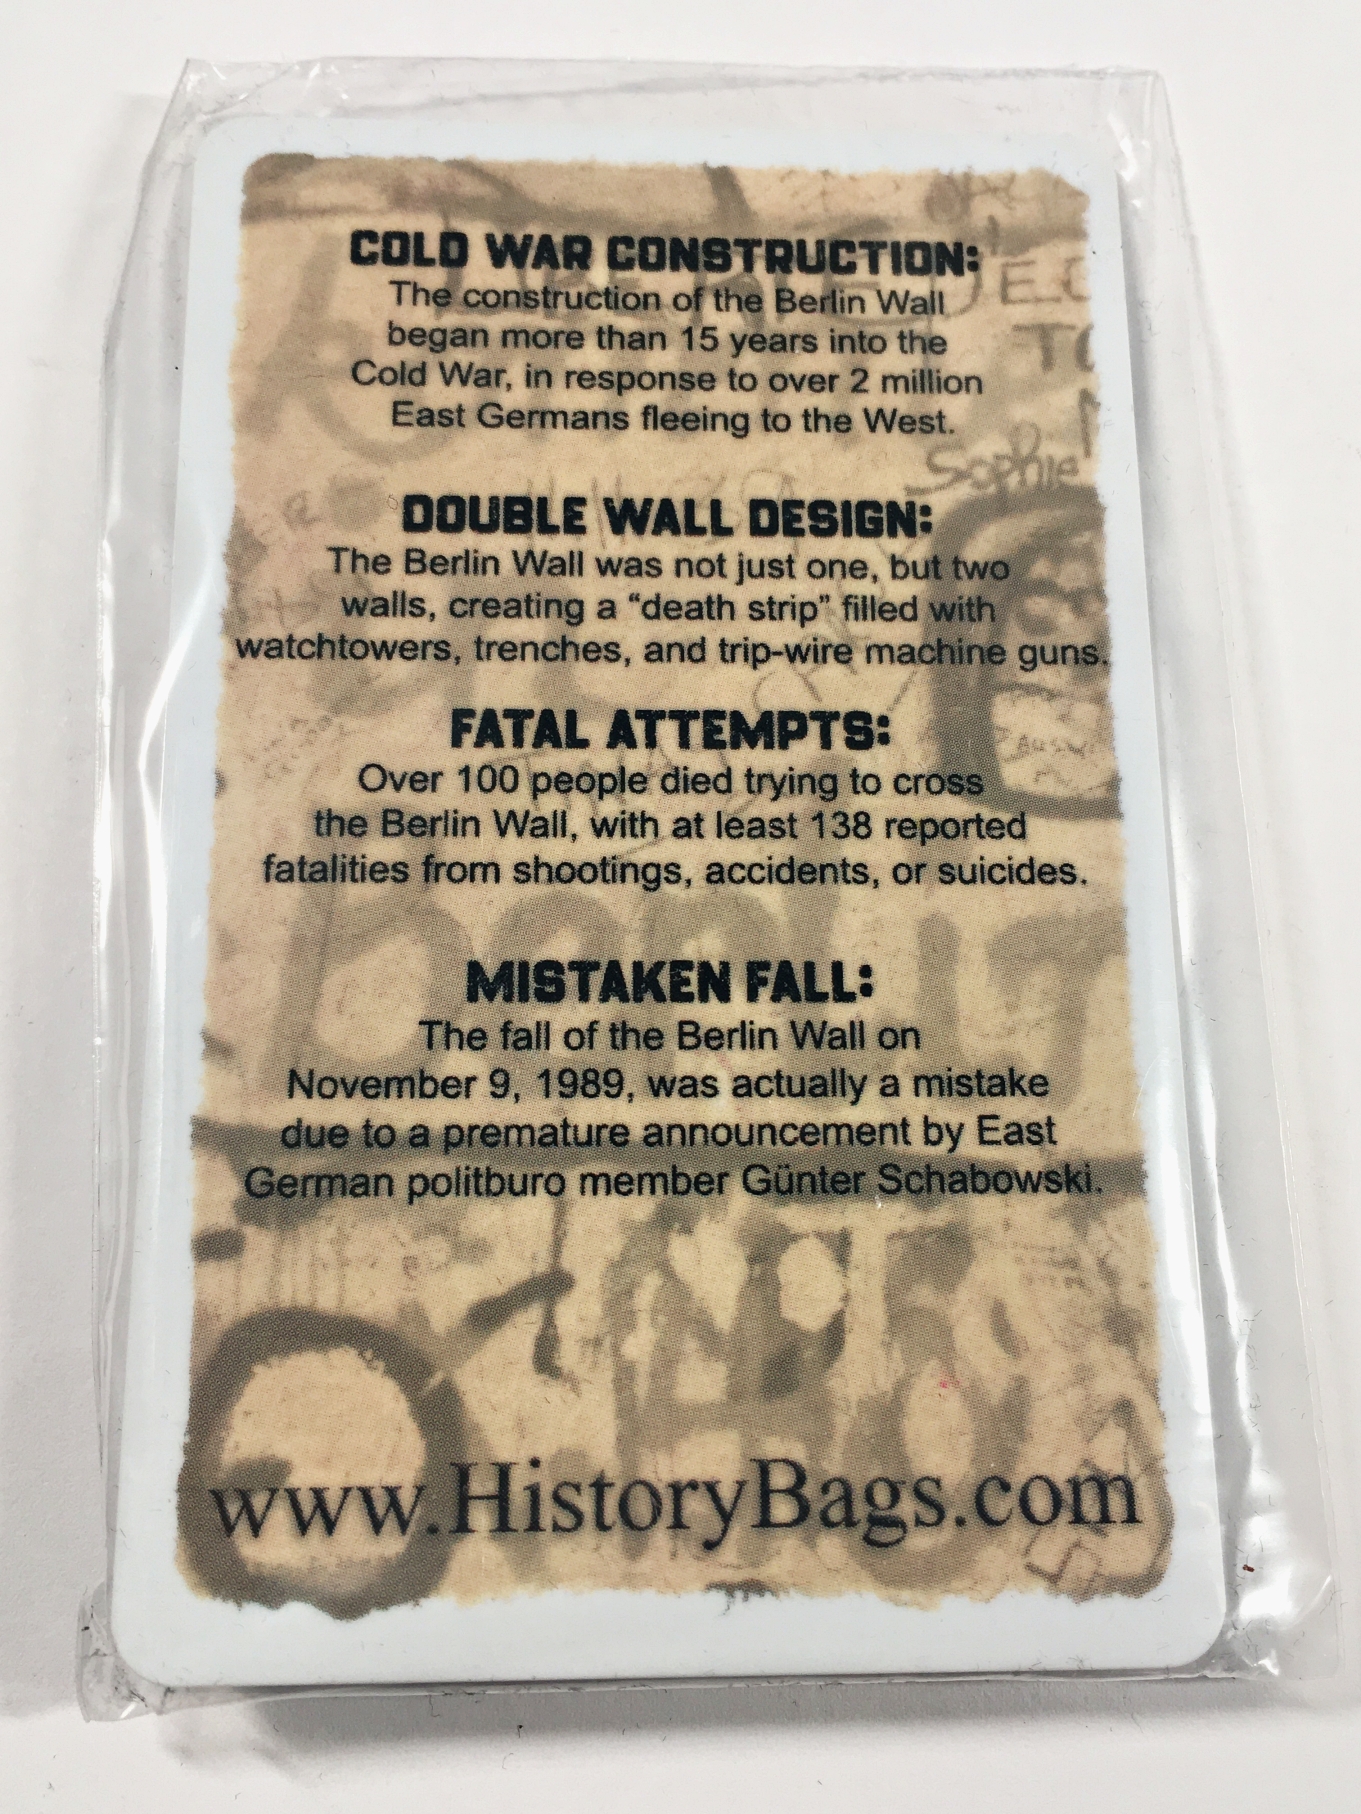 COLD WAR CONSTRUCTION:
The construction of the Berlin Wall
began more than 15 years into the
Cold War, in response to over 2 million
East Germans fleeing to the West.
Sophie
DOUBLE WALL DESIGN:
The Berlin Wall was not just one, but two
walls, creating a “death strip” filled with
watchtowers, trenches, and trip-wire machine guns.
FATAL ATTEMPTS:
Over 100 people died trying to cross
the Berlin Wall, with at least 138 reported
fatalities from shootings, accidents, or suicides.
MISTAKEN FALL:
The fall of the Berlin Wall on
November 9, 1989, was actually a mistake
due to a premature announcement by East
German politburo member Günter Schabowski.
www.HistoryBags.com